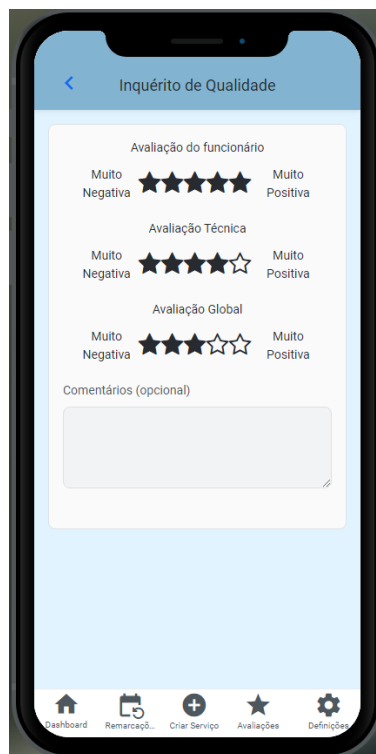 Inquérito de Qualidade
Avaliação do funcionário
Muito
Negativa
Muito
Positiva
Avaliação Técnica
Muito
Negativa
Muito
Positiva
Avaliação Global
Muito
Negativa
Muito
Positiva
Comentários (opcional)
Dashboard
Remarcaçõ...
Criar Serviço
Avaliações
Definições